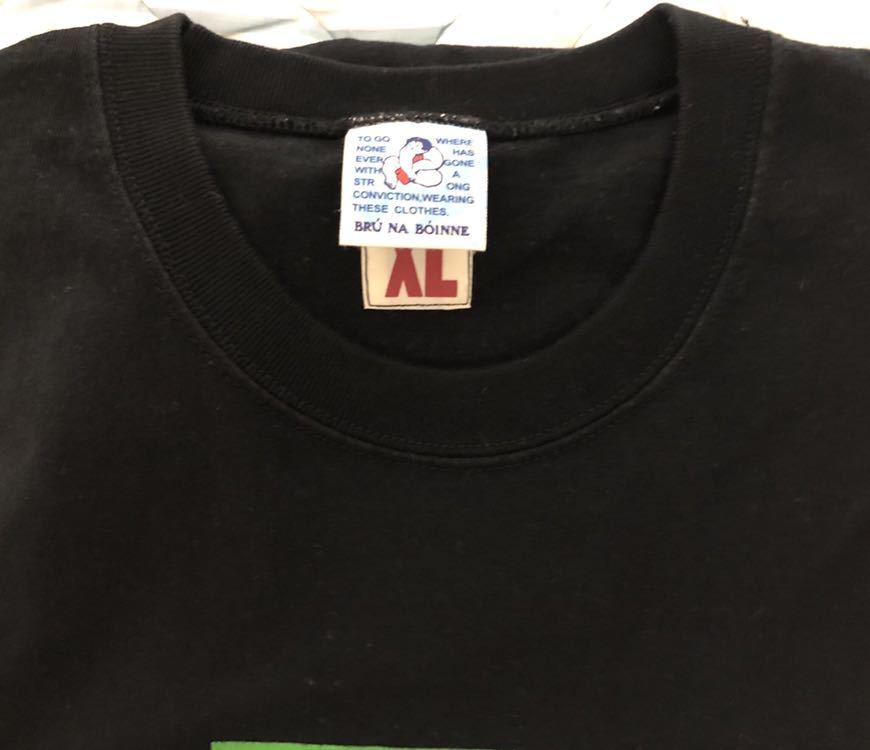 TO GO WHERE
NONE HAS
EVER GONE
WITH A
STR ONG
CONVICTION,WEARING
THESE CLOTHES.
BRÚ NA BÓINNE
XL